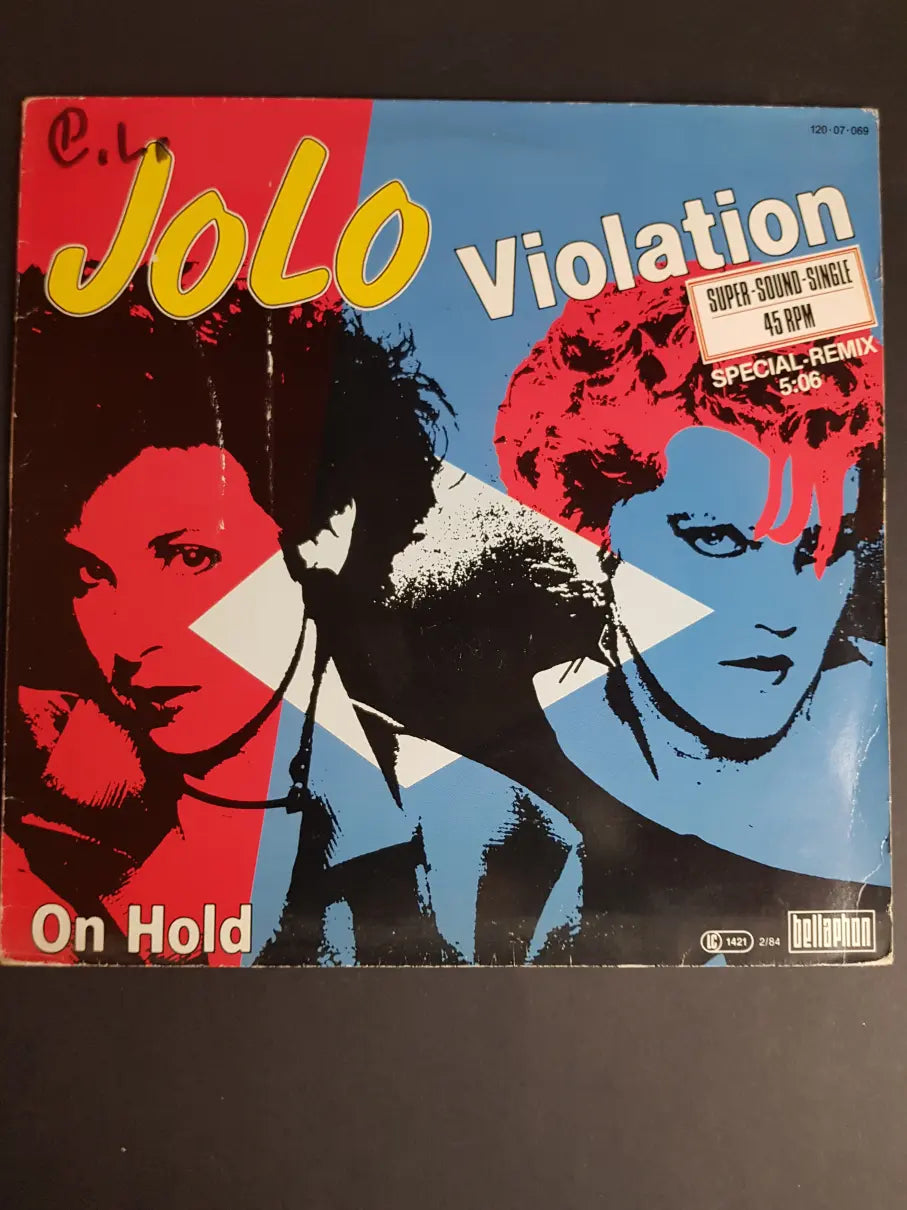 ℗.L.
120·07·069
JoLo
Violation
SUPER-SOUND-SINGLE
45 RPM
SPECIAL-REMIX
5:06
On Hold
LC 1421 2/84 bellaphon